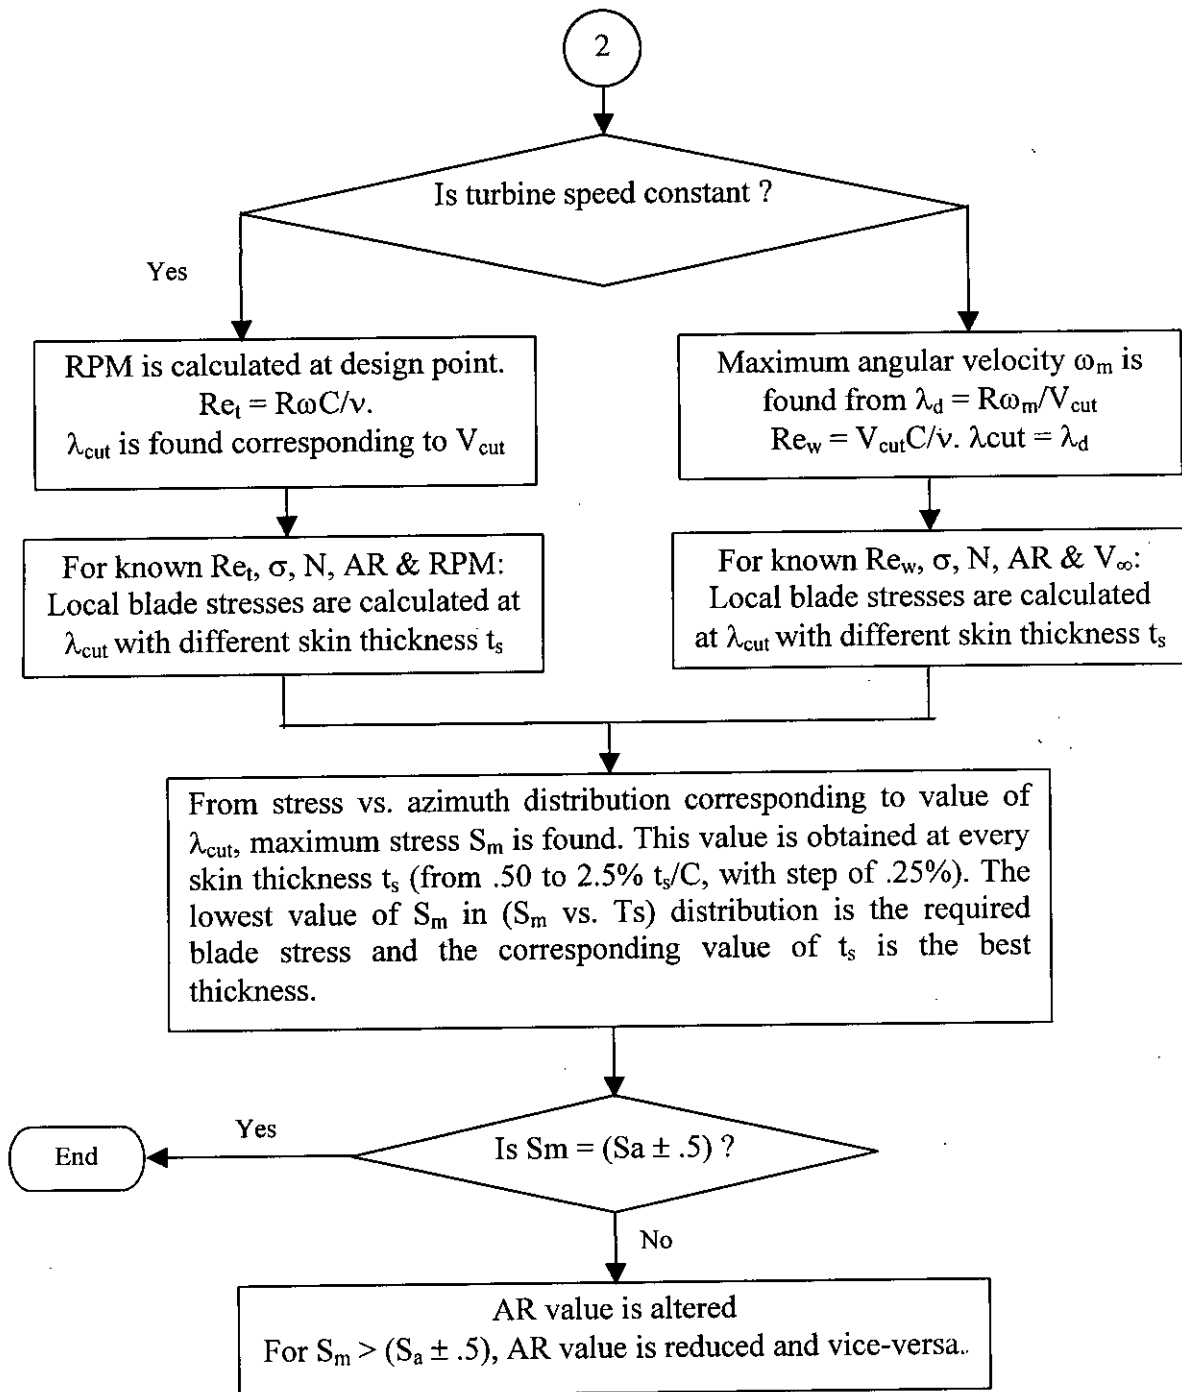 2
Is turbine speed constant ?
Yes
RPM is calculated at design point.
Reₜ = RωC/ν.
λcut is found corresponding to Vcut
Maximum angular velocity ωm is
found from λd = Rωm/Vcut
Rew = VcutC/ν. λcut = λd
For known Reₜ, σ, N, AR & RPM:
Local blade stresses are calculated at
λcut with different skin thickness ts
For known Rew, σ, N, AR & V∞:
Local blade stresses are calculated
at λcut with different skin thickness ts
From stress vs. azimuth distribution corresponding to value of
λcut, maximum stress Sm is found. This value is obtained at every
skin thickness ts (from .50 to 2.5% ts/C, with step of .25%). The
lowest value of Sm in (Sm vs. Ts) distribution is the required
blade stress and the corresponding value of ts is the best
thickness.
Is Sm = (Sa ± .5) ?
Yes
End
No
AR value is altered
For Sm > (Sa ± .5), AR value is reduced and vice-versa..